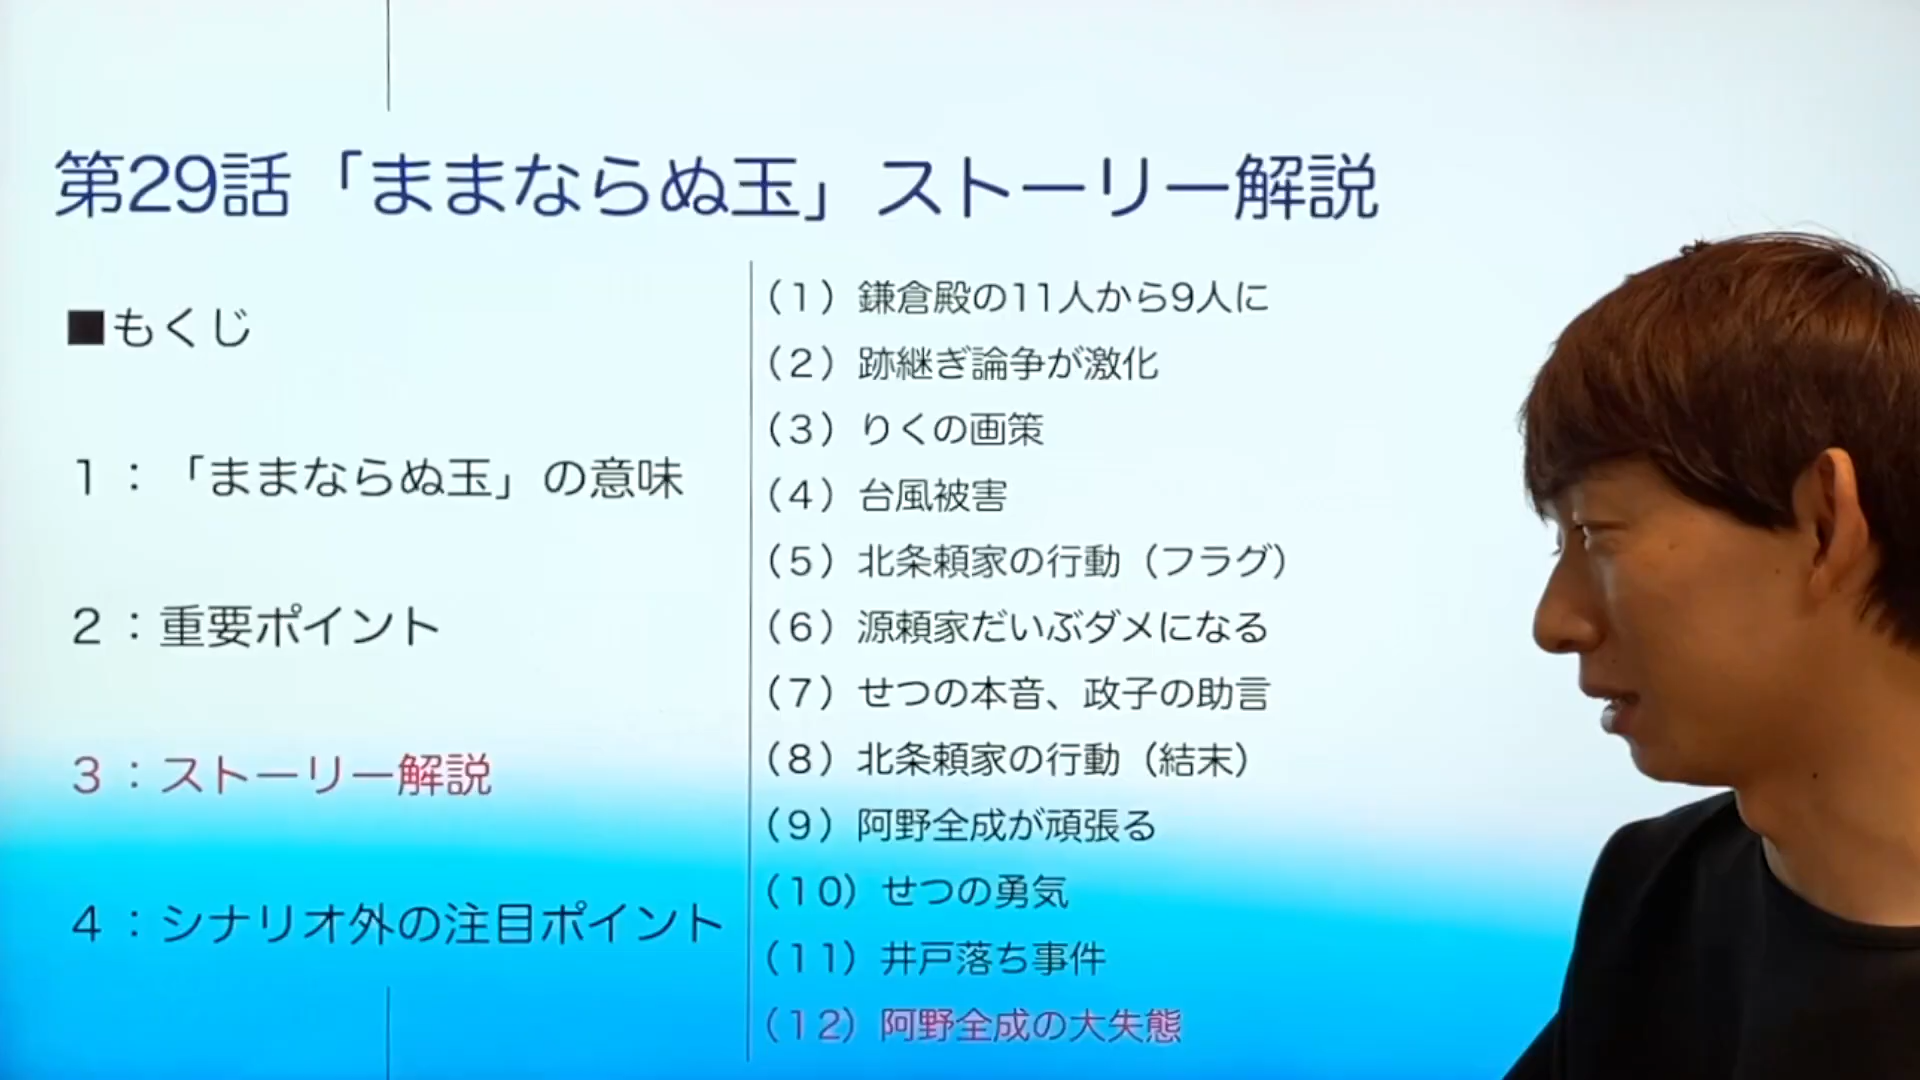 第29話「ままならぬ玉」ストーリー解説
■もくじ
1：「ままならぬ玉」の意味
2：重要ポイント
3：ストーリー解説
4：シナリオ外の注目ポイント
（1）鎌倉殿の11人から9人に
（2）跡継ぎ論争が激化
（3）りくの画策
（4）台風被害
（5）北条頼家の行動（フラグ）
（6）源頼家だいぶダメになる
（7）せつの本音、政子の助言
（8）北条頼家の行動（結末）
（9）阿野全成が頑張る
（10）せつの勇気
（11）井戸落ち事件
（12）阿野全成の大失態